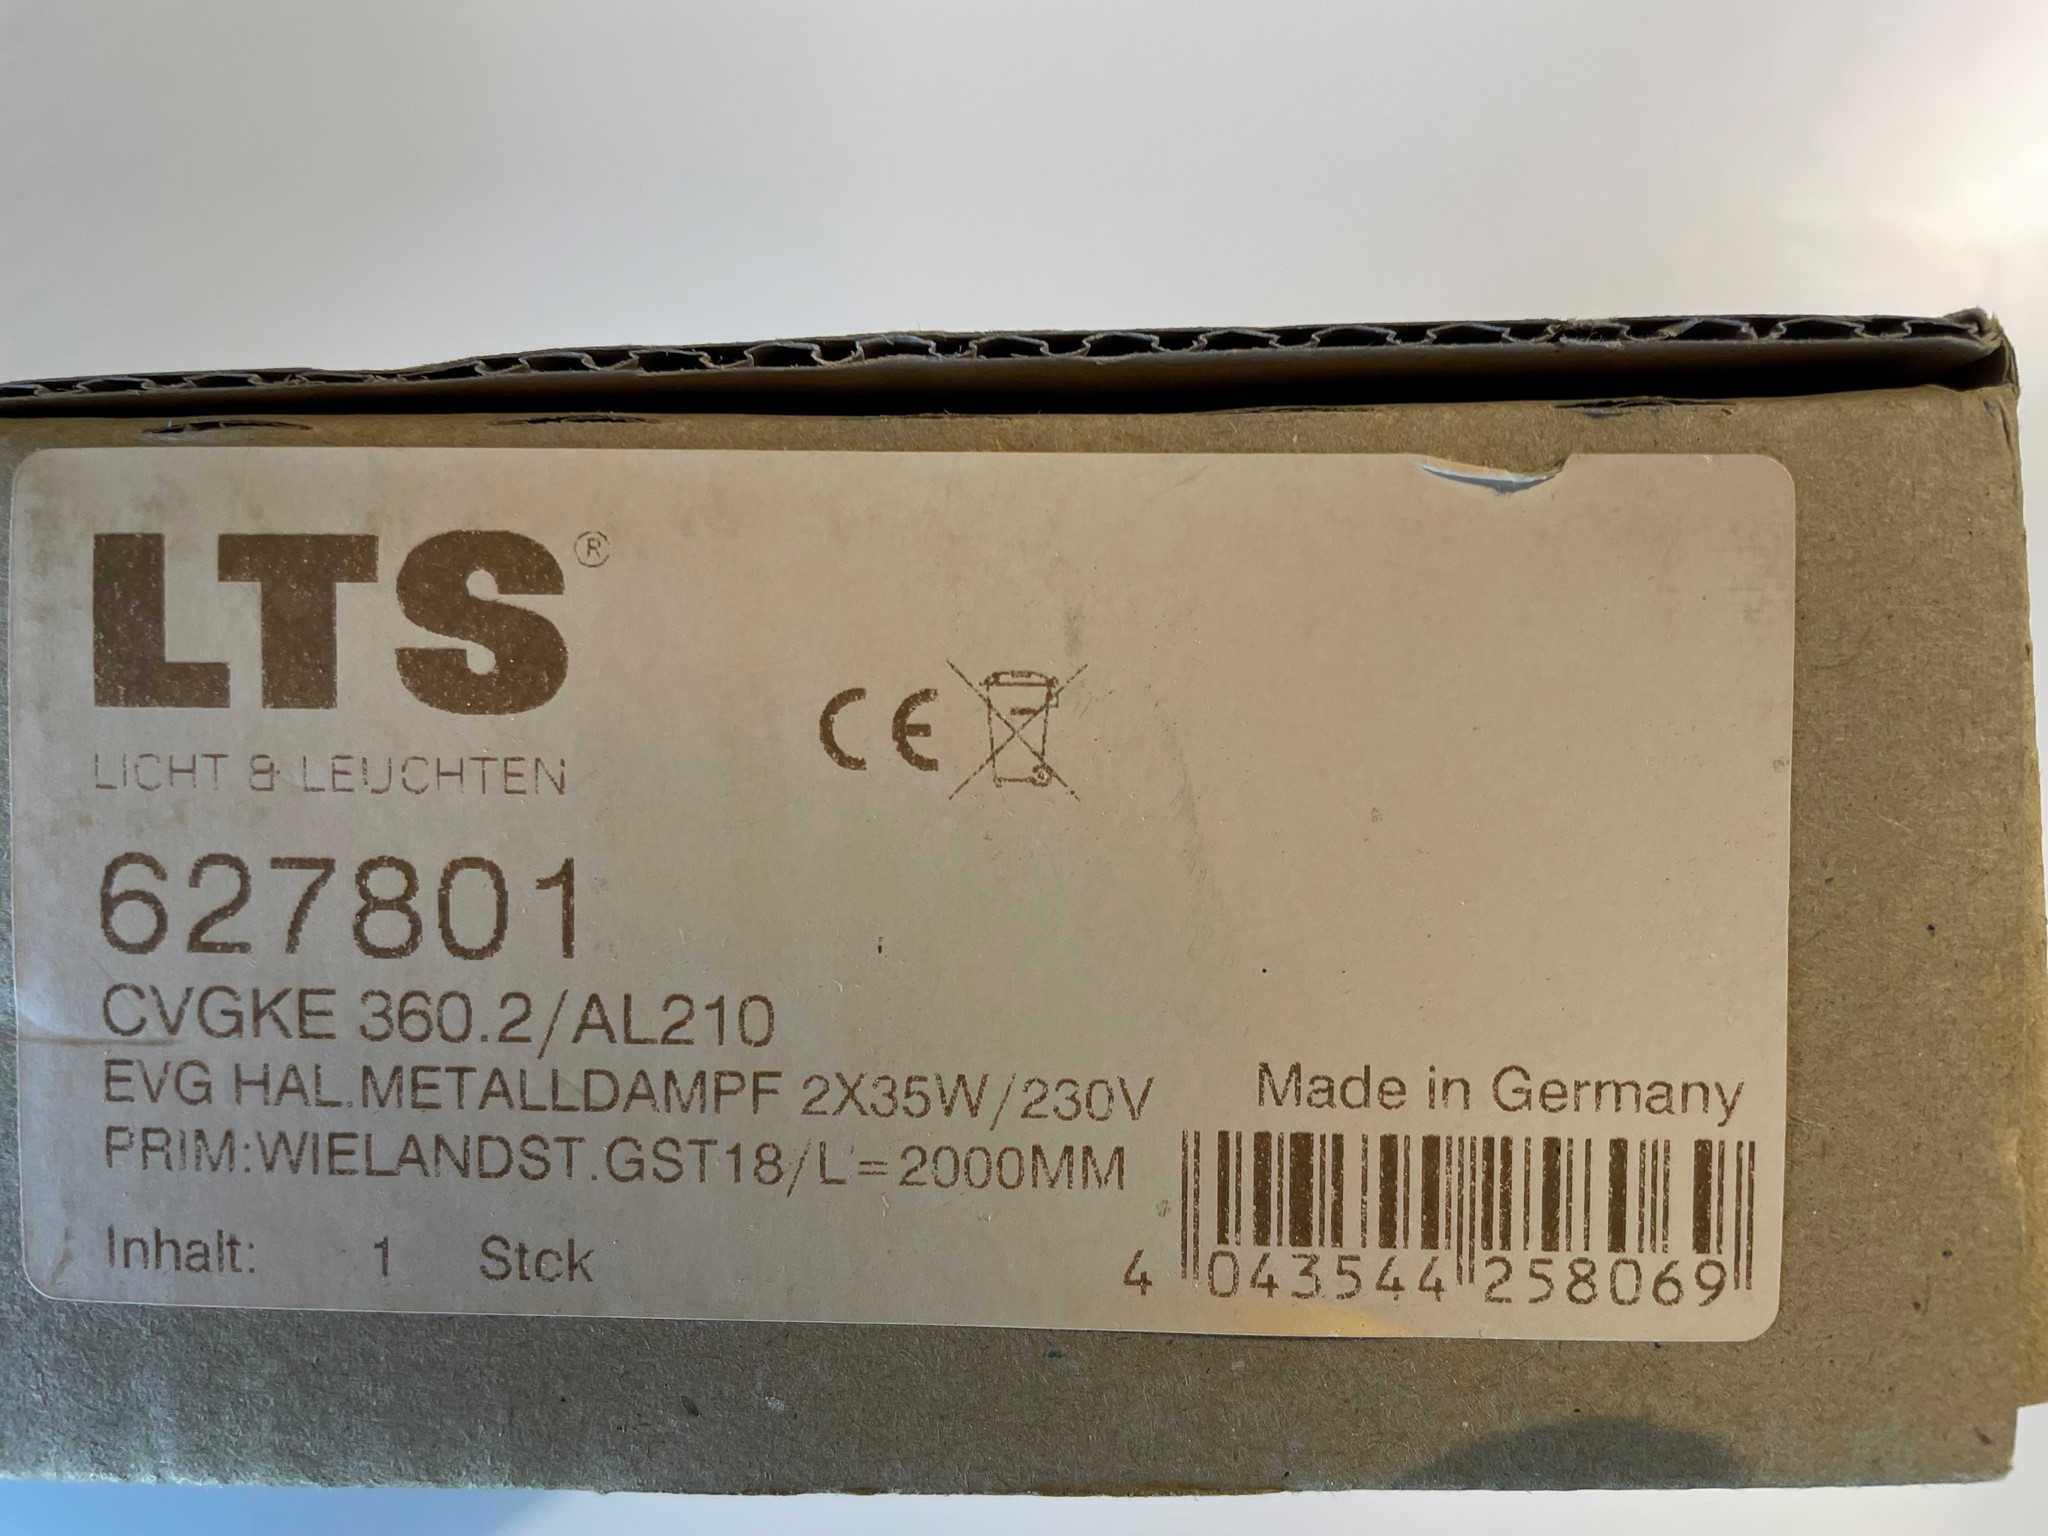 LTS®
LICHT & LEUCHTEN
CE
627801
CVGKE 360.2/AL210
EVG HAL.METALLDAMPF 2X35W/230V
PRIM:WIELANDST.GST18/L=2000MM
Inhalt: 1 Stck
Made in Germany
4 043544 258069